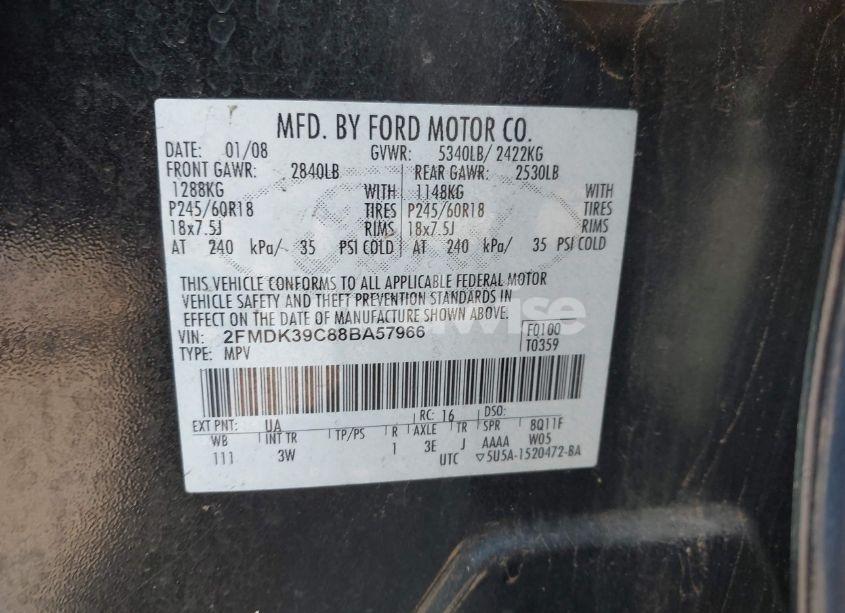 MFD. BY FORD MOTOR CO.
DATE: 01/08 GVWR: 5340LB/ 2422KG
FRONT GAWR: 2840LB REAR GAWR: 2530LB
1288KG WITH 1148KG WITH
P245/60R18 TIRES P245/60R18 TIRES
18x7.5J RIMS 18x7.5J RIMS
AT 240 kPa/ 35 PSI COLD AT 240 kPa/ 35 PSI COLD
THIS VEHICLE CONFORMS TO ALL APPLICABLE FEDERAL MOTOR
VEHICLE SAFETY AND THEFT PREVENTION STANDARDS IN
EFFECT ON THE DATE OF MANUFACTURE SHOWN ABOVE.
VIN: 2FMDK39C88BA57966 F0100
TYPE: MPV T0359
EXT PNT: UA RC: 16 DSO:
WB INT TR TP/PS R AXLE TR SPR 8Q11F
111 3W 1 3E J AAAA W05
UTC ▽5U5A-1520472-BA